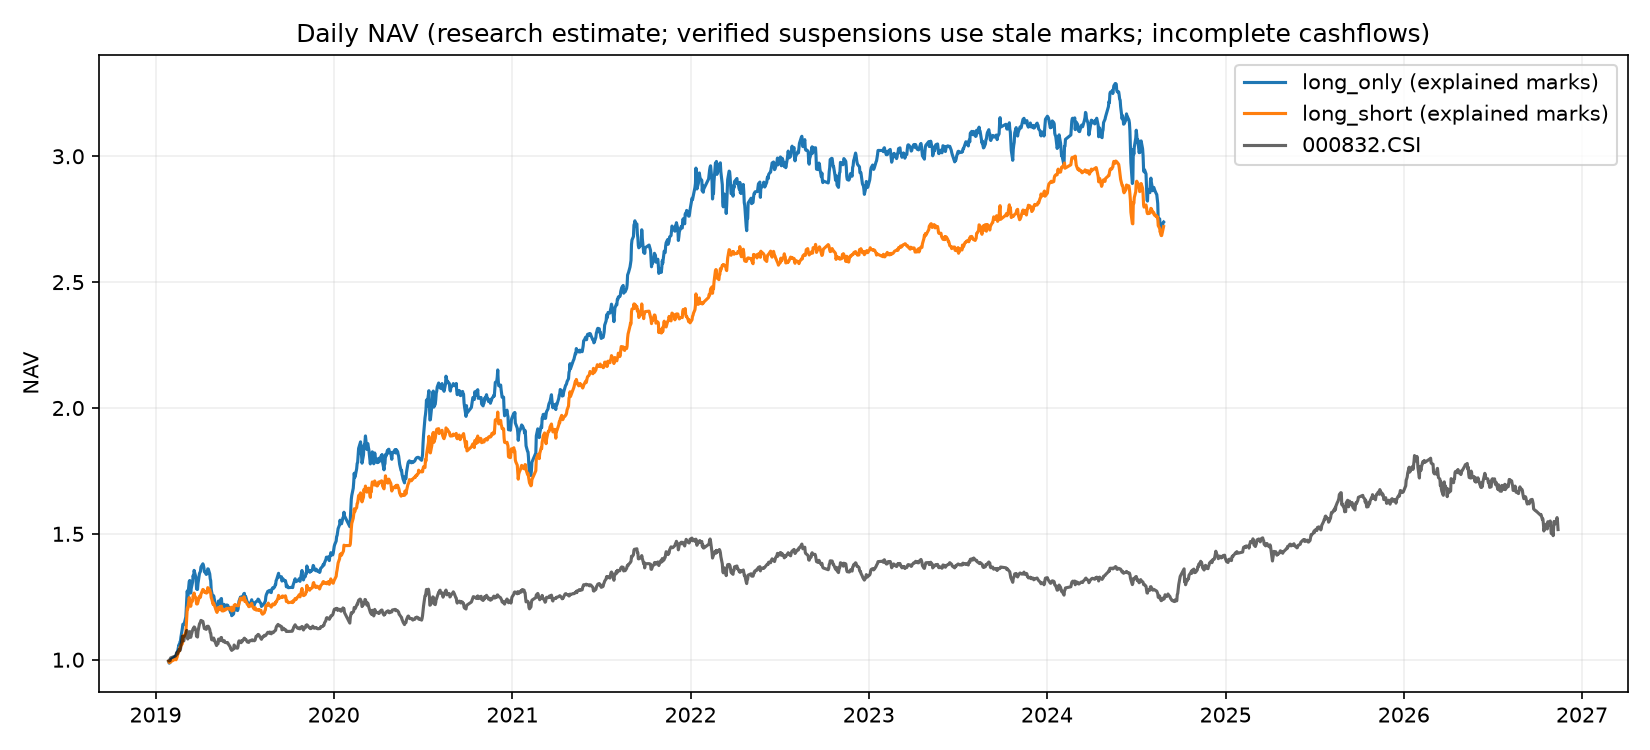 Daily NAV (research estimate; verified suspensions use stale marks; incomplete cashflows)
long_only (explained marks)
long_short (explained marks)
000832.CSI
NAV
3.0
2.5
2.0
1.5
1.0
2019 2020 2021 2022 2023 2024 2025 2026 2027